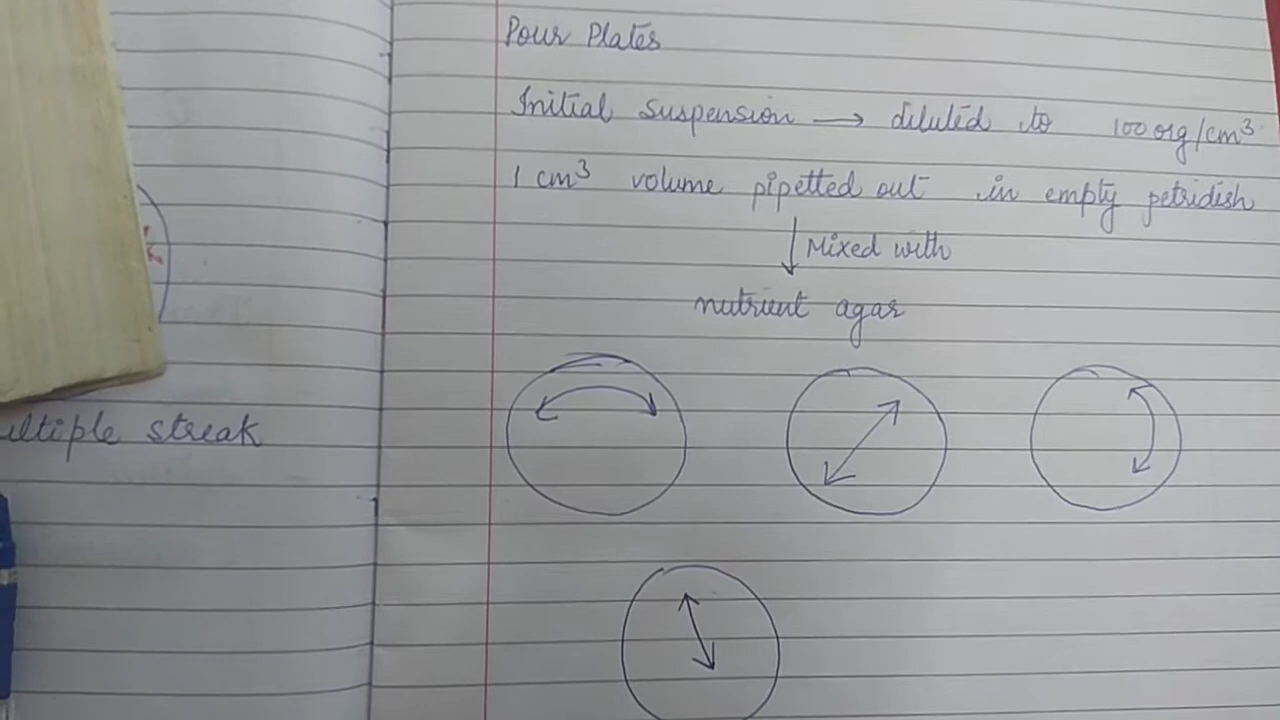 Pour Plates
Initial suspension → diluted to 100 org/cm³
1 cm³ volume pipetted out in empty petridish
↓ Mixed with
nutrient agar
ultiple streak